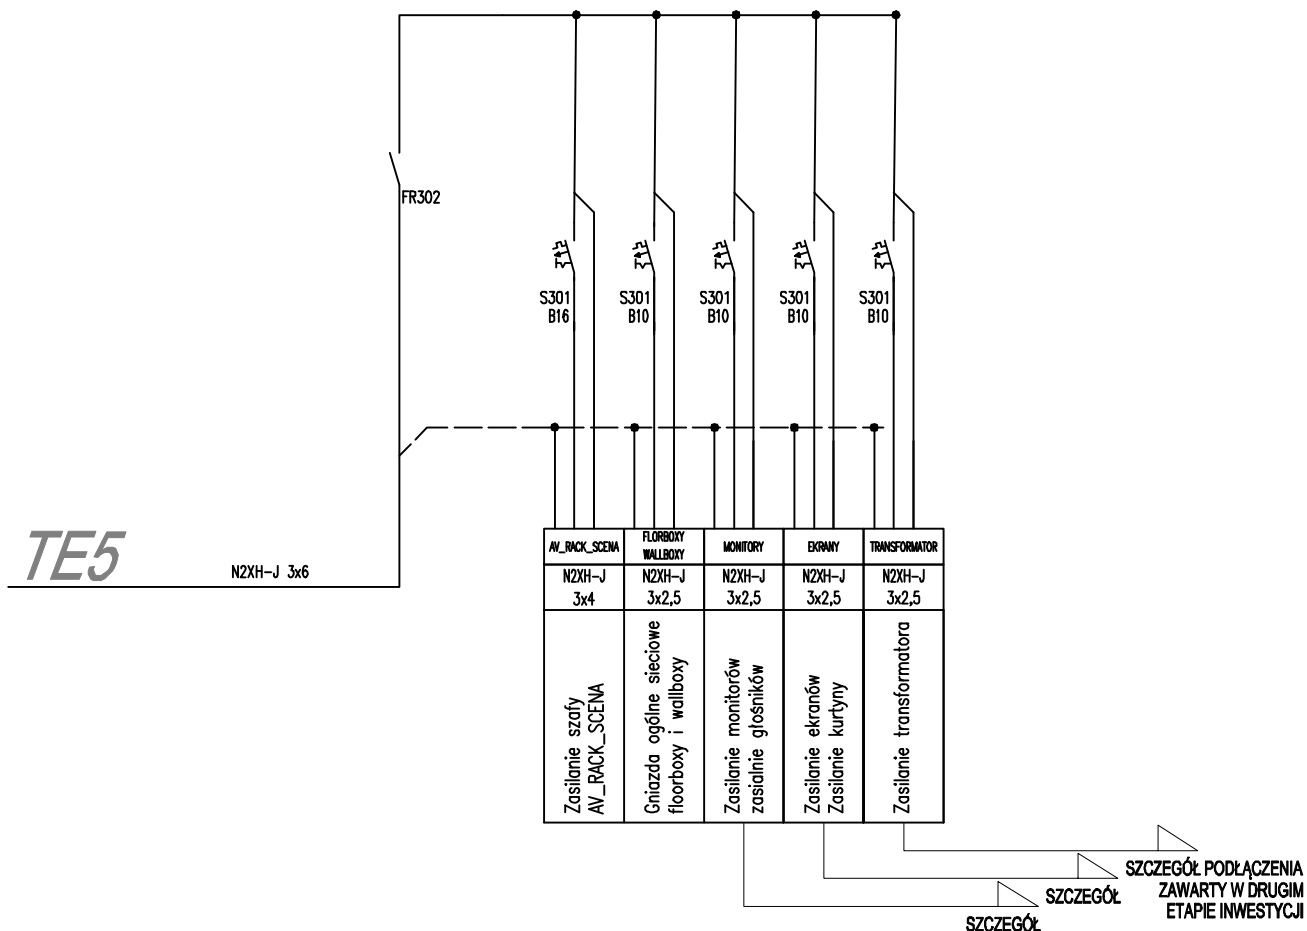 FR302
S301
B16
S301
B10
S301
B10
S301
B10
S301
B10
TE5
N2XH-J 3x6
AV_RACK_SCENA
FLORBOXY
WALLBOXY
MONITORY
EKRANY
TRANSFORMATOR
N2XH-J
3x4
N2XH-J
3x2,5
N2XH-J
3x2,5
N2XH-J
3x2,5
N2XH-J
3x2,5
Zasilanie szafy
AV_RACK_SCENA
Gniazda ogólne sieciowe
floorboxy i wallboxy
Zasilanie monitorów
zasialnie głośników
Zasilanie ekranów
Zasilanie kurtyny
Zasilanie transformatora
SZCZEGÓŁ PODŁĄCZENIA
ZAWARTY W DRUGIM
ETAPIE INWESTYCJI
SZCZEGÓŁ
SZCZEGÓŁ